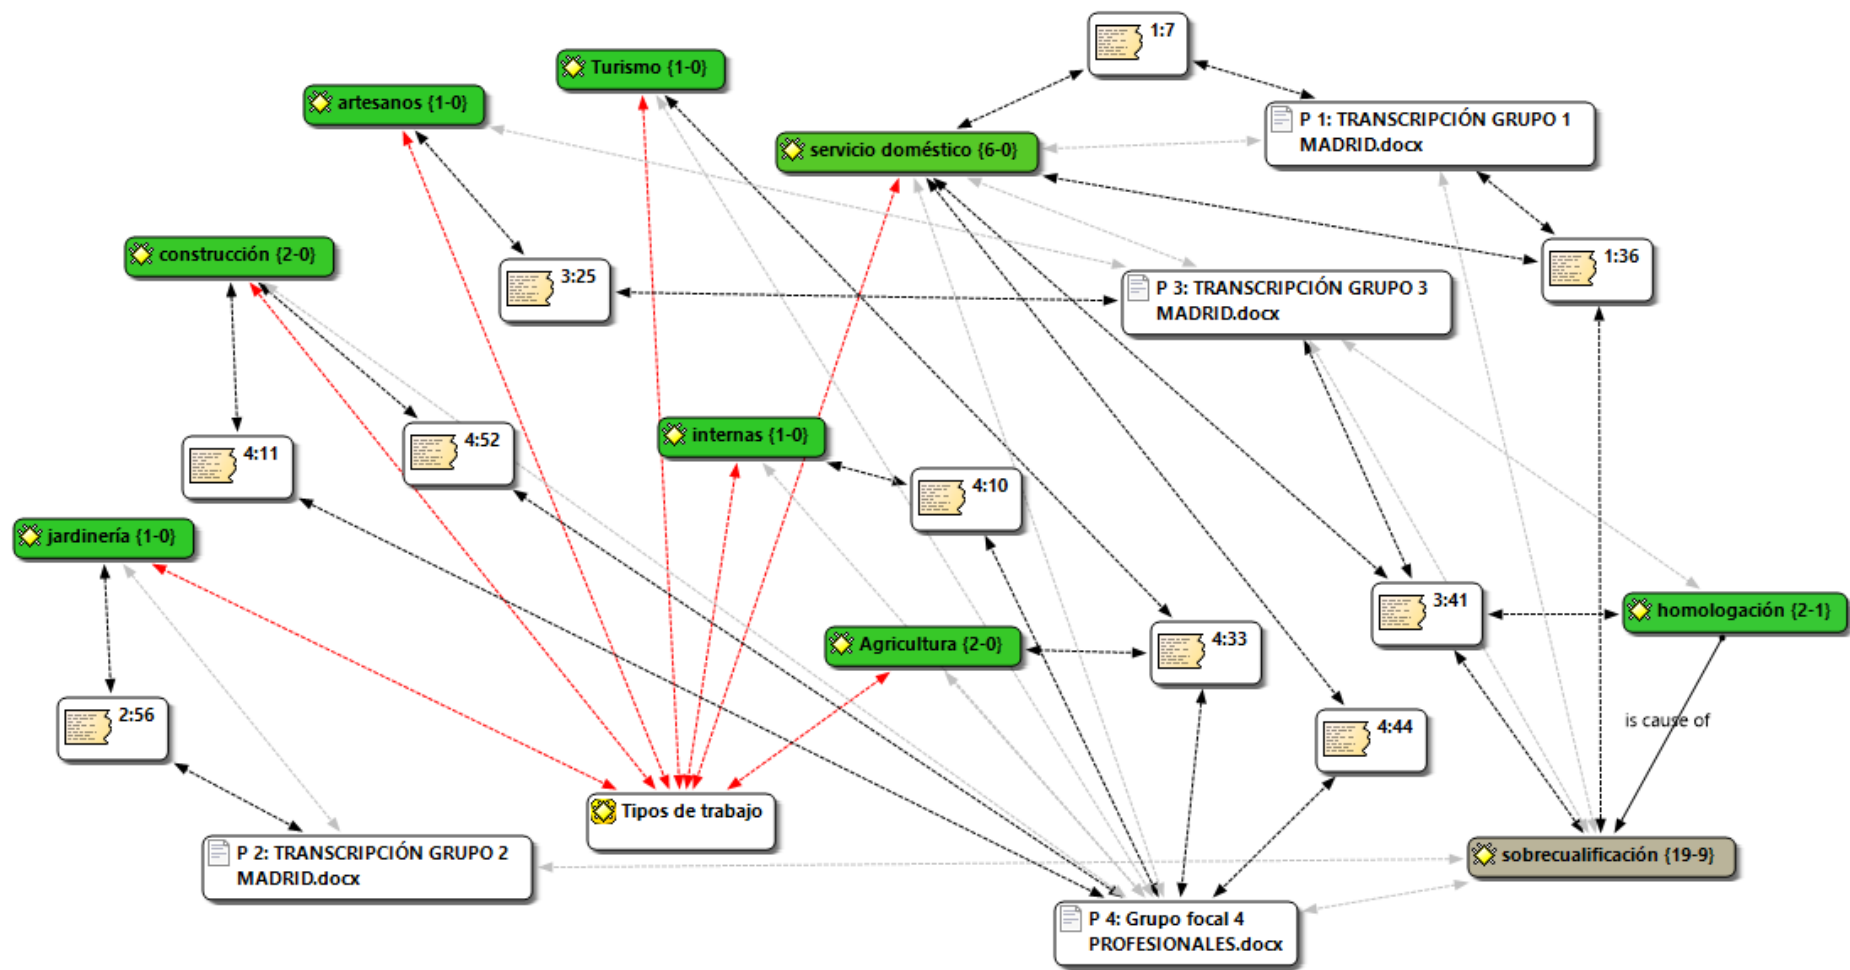 1:7
Turismo {1-0}
artesanos {1-0}
P 1: TRANSCRIPCIÓN GRUPO 1
MADRID.docx
servicio doméstico {6-0}
construcción {2-0}
3:25
1:36
P 3: TRANSCRIPCIÓN GRUPO 3
MADRID.docx
4:11
4:52
internas {1-0}
4:10
jardinería {1-0}
3:41
homologación {2-1}
Agricultura {2-0}
4:33
2:56
4:44
is cause of
Tipos de trabajo
P 2: TRANSCRIPCIÓN GRUPO 2
MADRID.docx
sobrecualificación {19-9}
P 4: Grupo focal 4
PROFESIONALES.docx